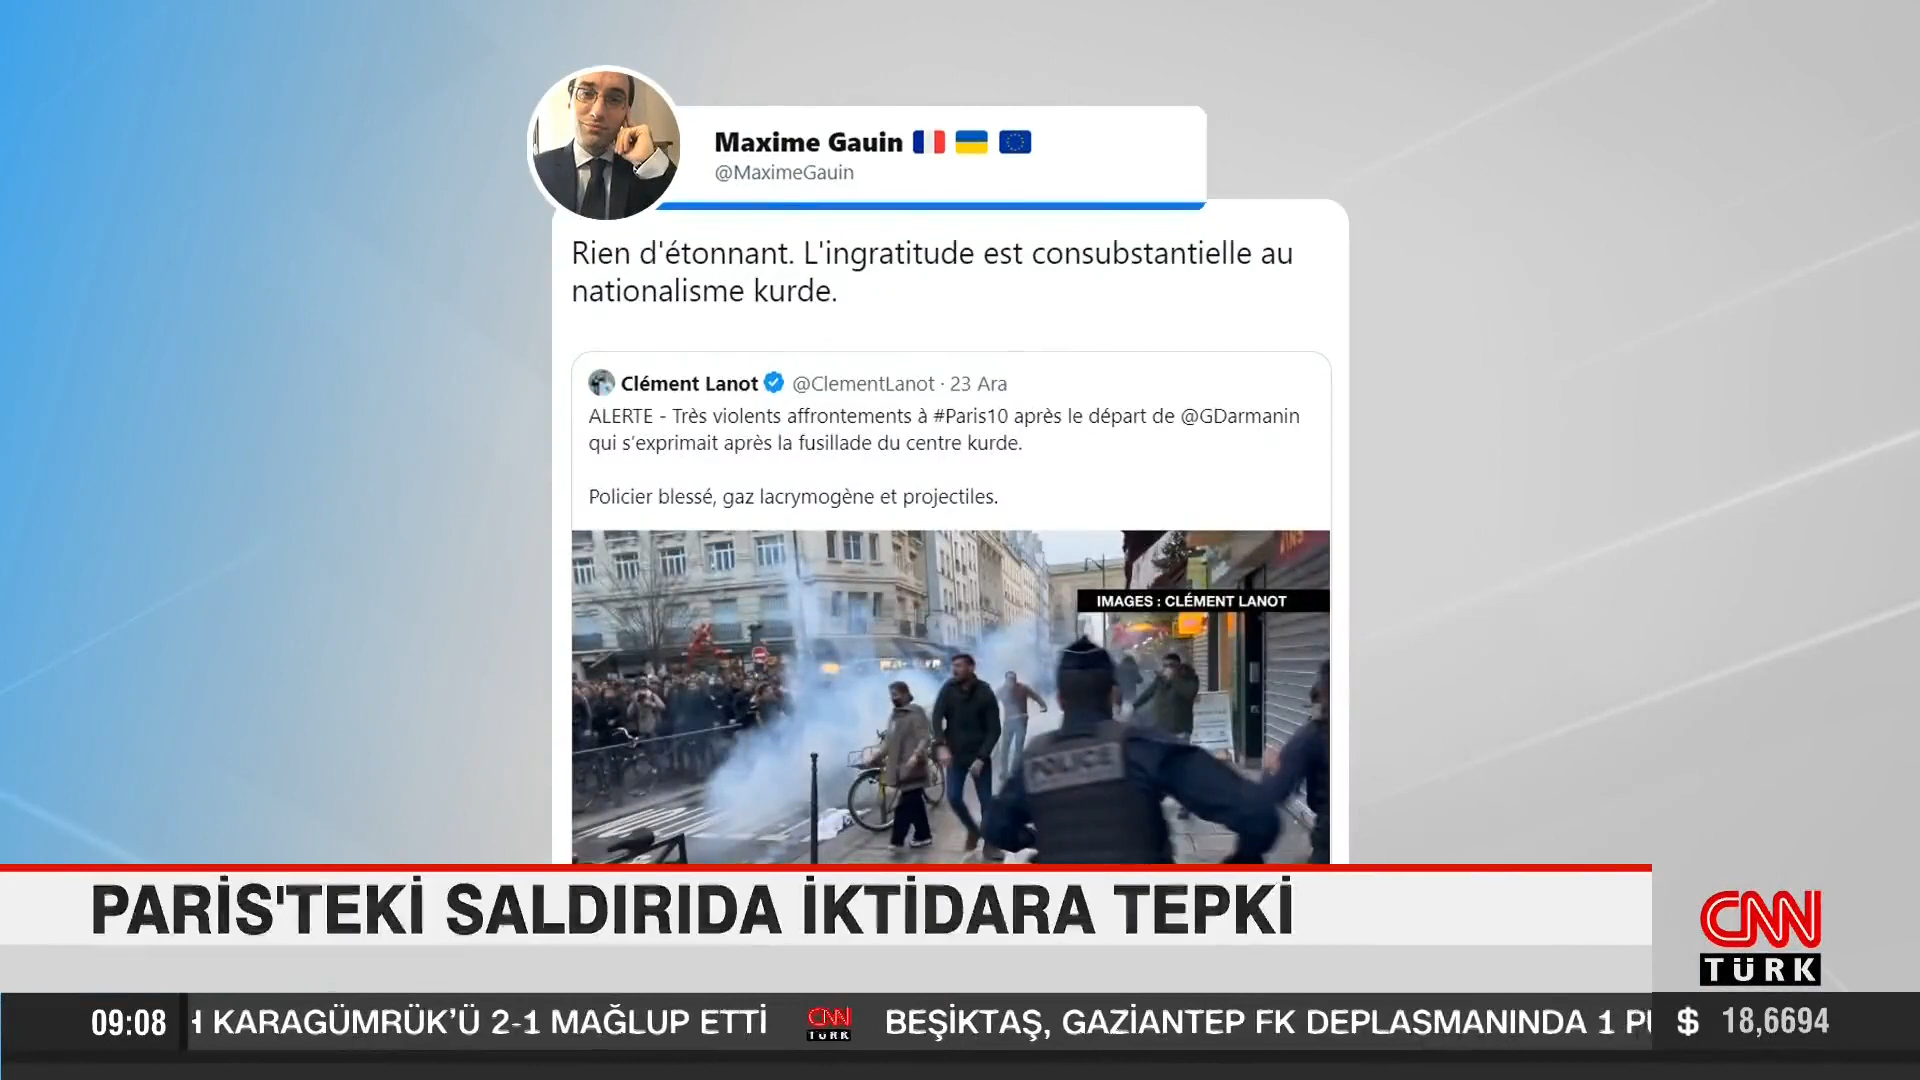 Maxime Gauin
@MaximeGauin
Rien d'étonnant. L'ingratitude est consubstantielle au
nationalisme kurde.
Clément Lanot @ClementLanot · 23 Ara
ALERTE - Très violents affrontements à #Paris10 après le départ de @GDarmanin
qui s'exprimait après la fusillade du centre kurde.
Policier blessé, gaz lacrymogène et projectiles.
IMAGES : CLÉMENT LANOT
POLICE
PARİS'TEKİ SALDIRIDA İKTİDARA TEPKİ
CNN
TÜRK
09:08 KARAGÜMRÜK'Ü 2-1 MAĞLUP ETTİ CNN TÜRK BEŞİKTAŞ, GAZİANTEP FK DEPLASMANINDA 1 $ 18,6694